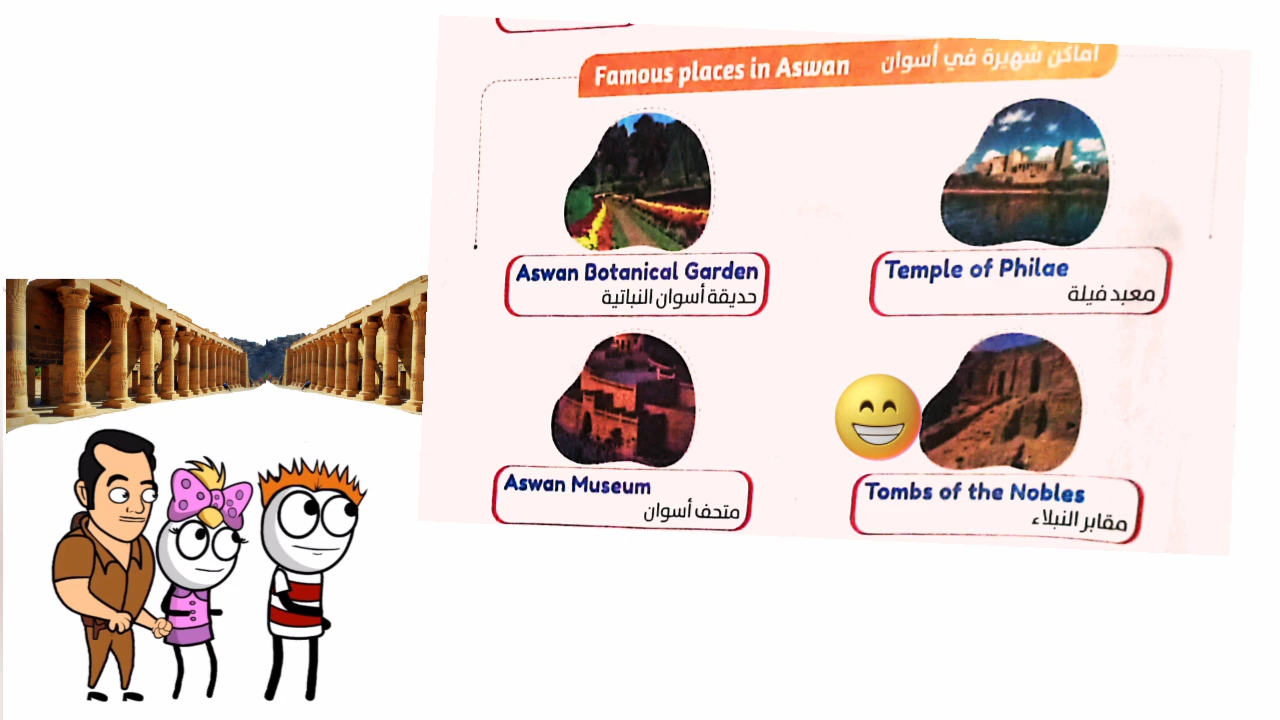 Famous places in Aswan أماكن شهيرة في أسوان
Aswan Botanical Garden
حديقة أسوان النباتية
Temple of Philae
معبد فيلة
Aswan Museum
متحف أسوان
Tombs of the Nobles
مقابر النبلاء